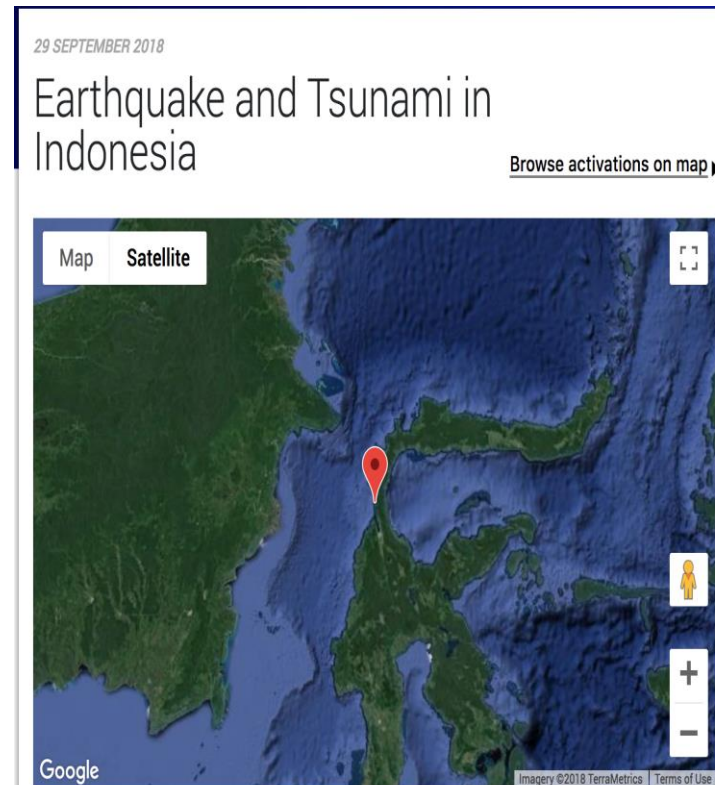 29 SEPTEMBER 2018
Earthquake and Tsunami in
Indonesia
Browse activations on map
Map Satellite
Google
Imagery ©2018 TerraMetrics Terms of Use